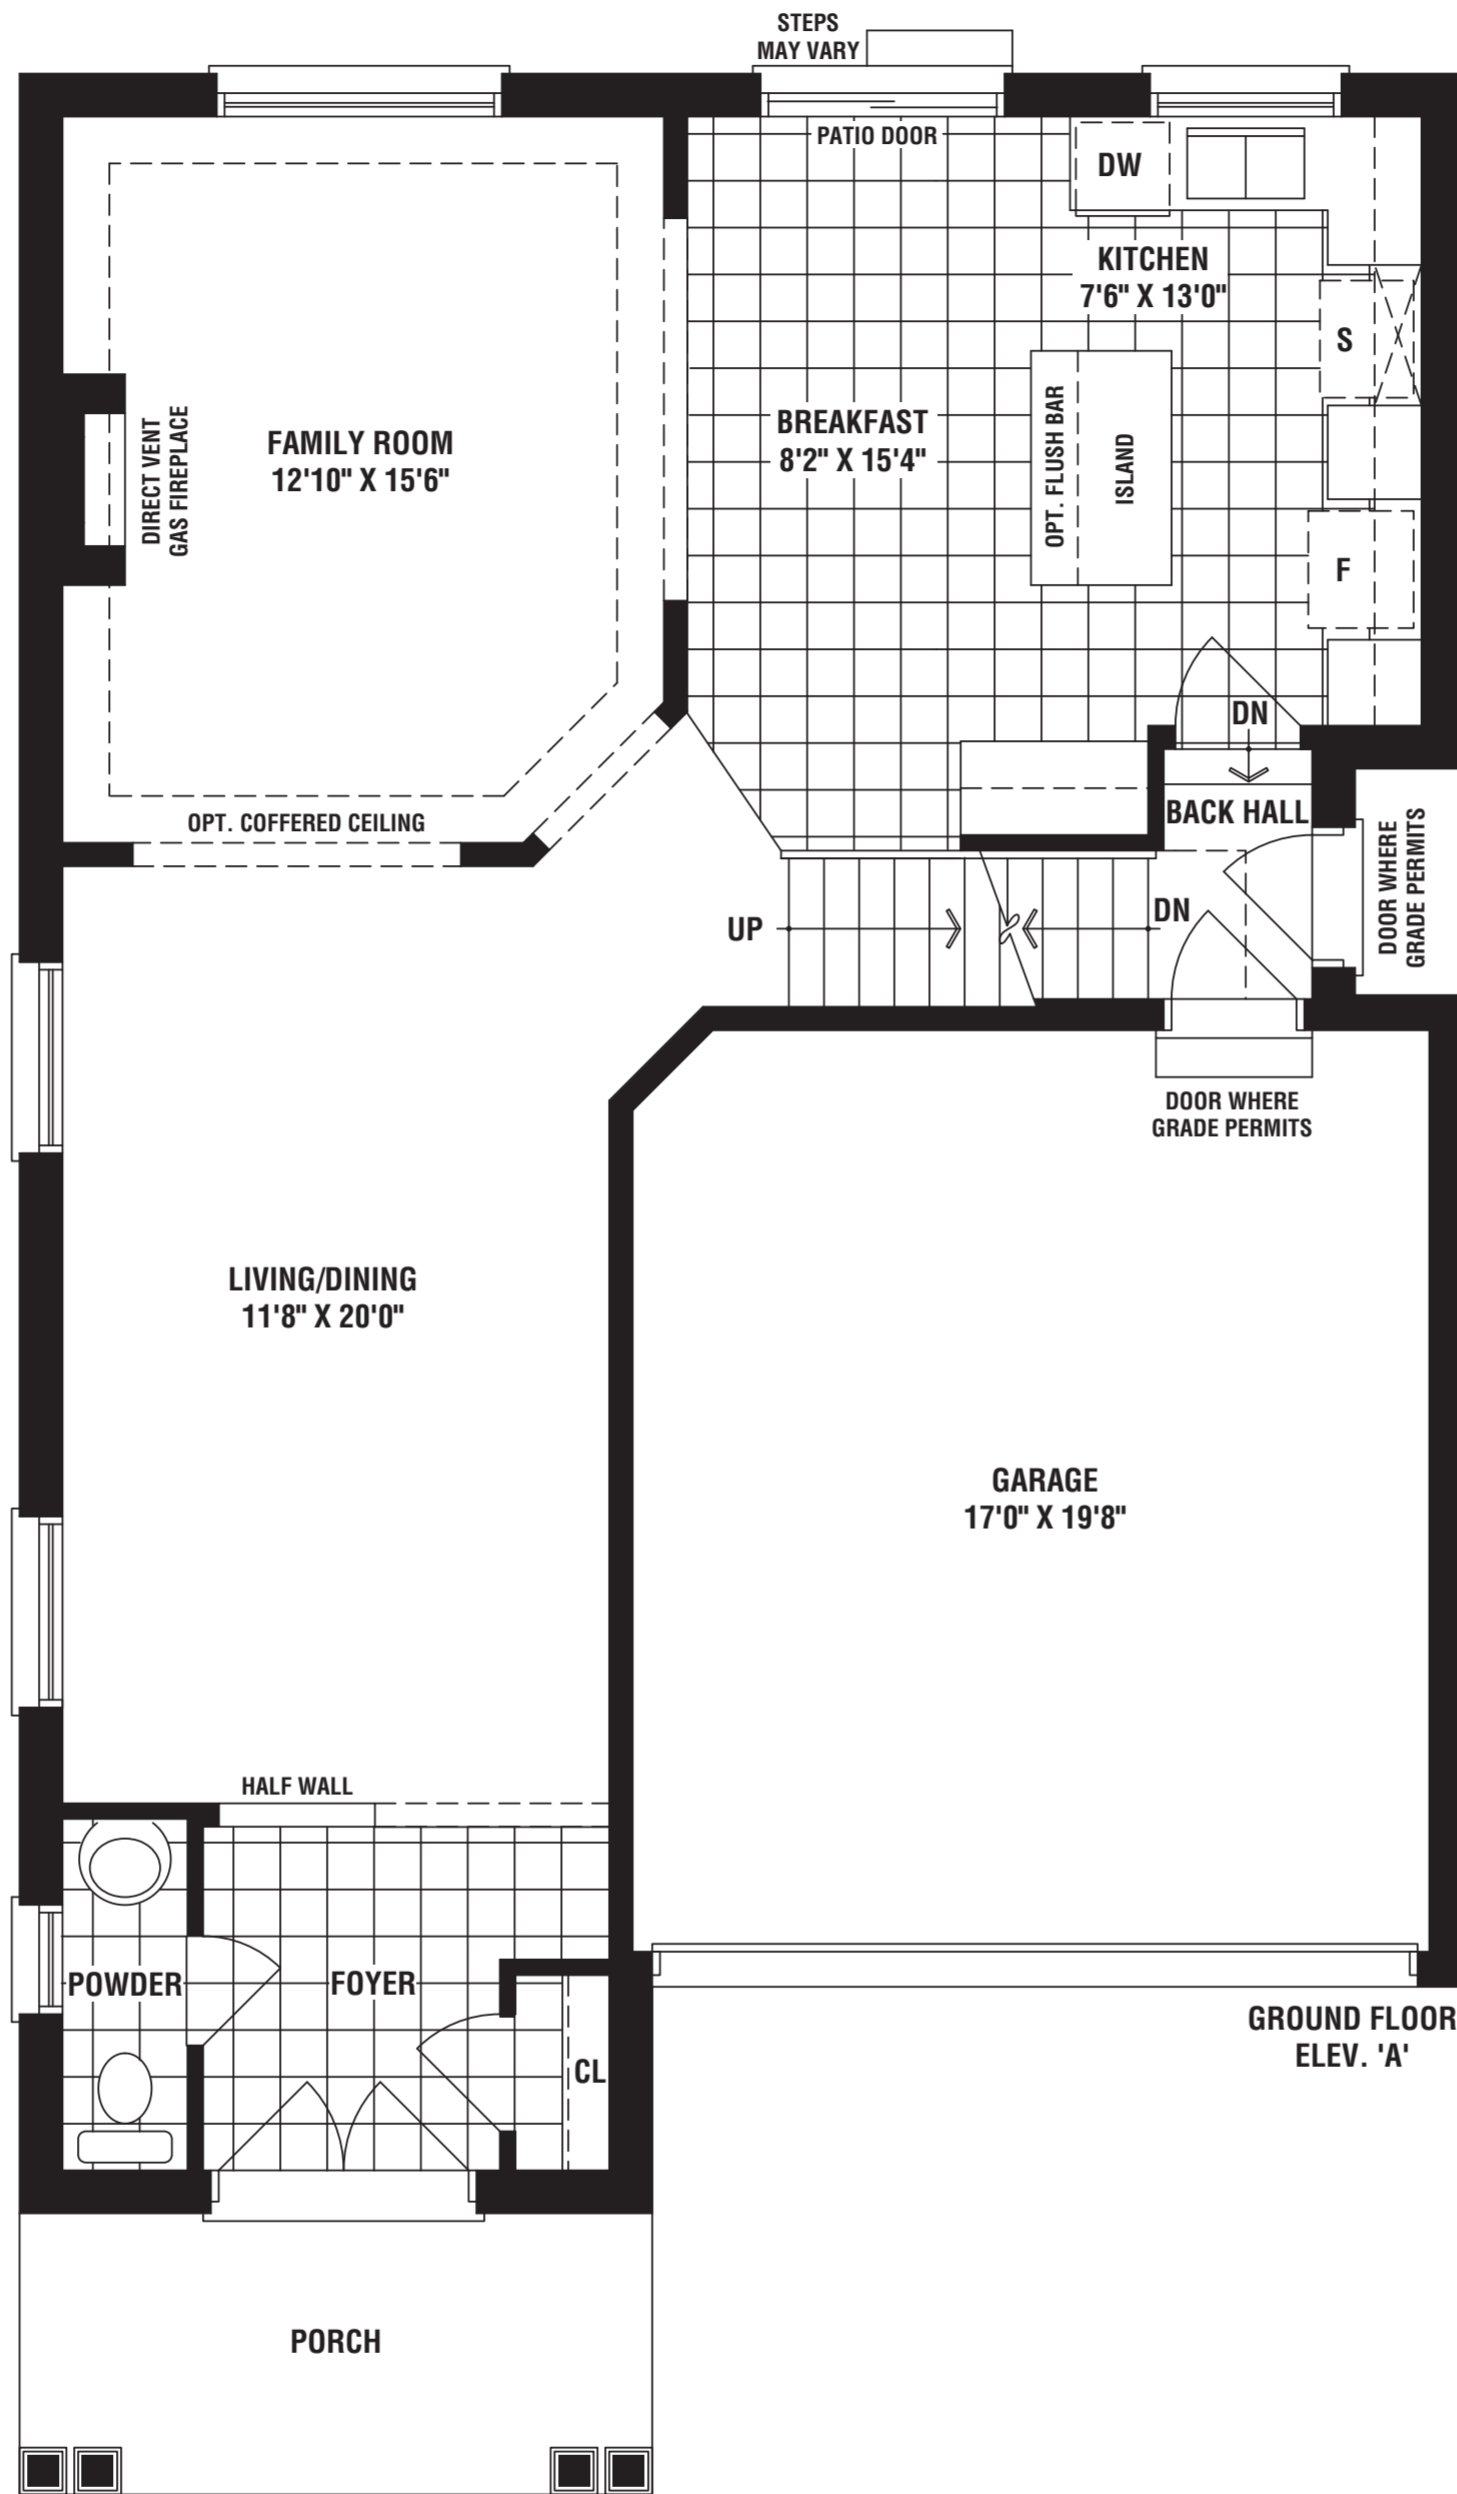 STEPS
MAY VARY
PATIO DOOR
DW
KITCHEN
7'6" X 13'0"
S
BREAKFAST
8'2" X 15'4"
OPT. FLUSH BAR
ISLAND
FAMILY ROOM
12'10" X 15'6"
DIRECT VENT
GAS FIREPLACE
F
DN
OPT. COFFERED CEILING
BACK HALL
DOOR WHERE
GRADE PERMITS
UP
DN
DOOR WHERE
GRADE PERMITS
LIVING/DINING
11'8" X 20'0"
GARAGE
17'0" X 19'8"
HALF WALL
POWDER
FOYER
CL
GROUND FLOOR
ELEV. 'A'
PORCH